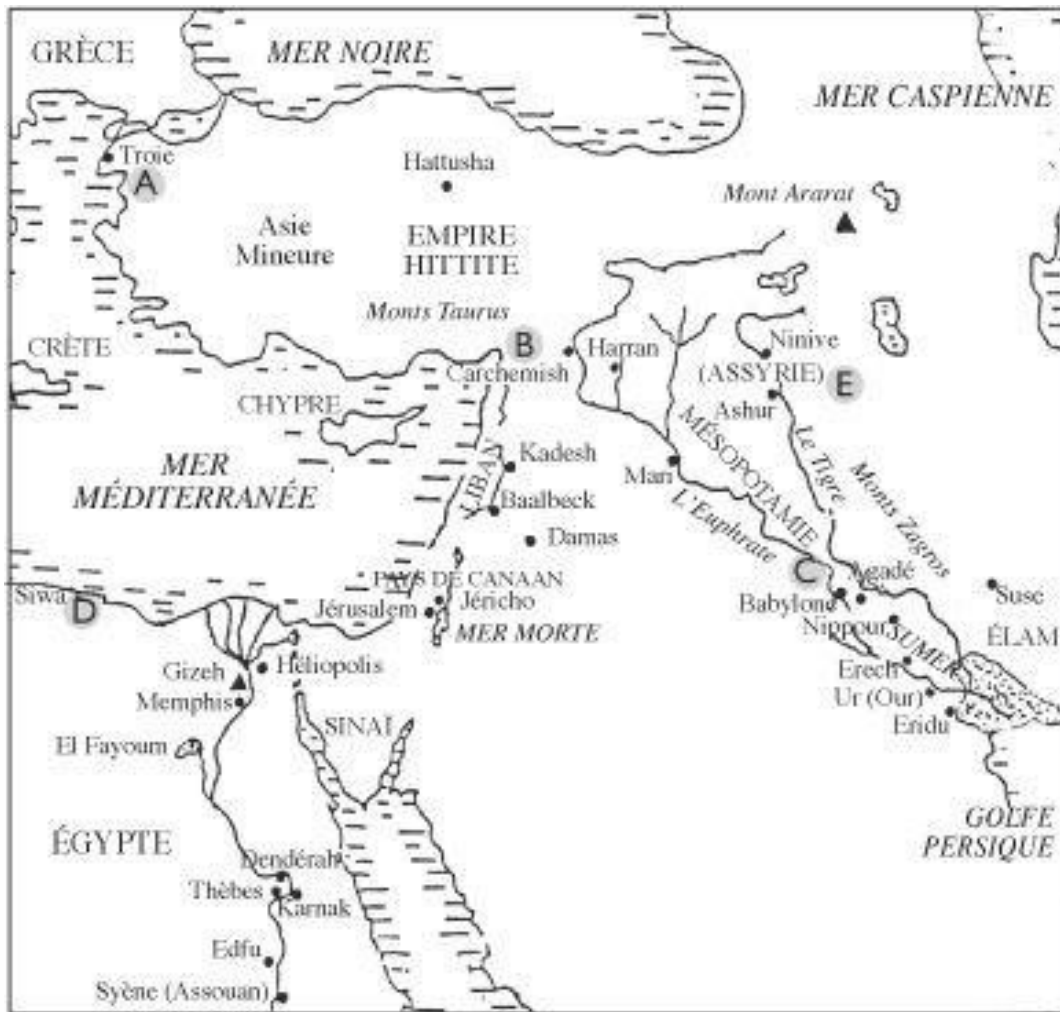 GRÈCE
MER NOIRE
MER CASPIENNE
Troie
A
Hattusha
Mont Ararat
Asie
Mineure
EMPIRE
HITTITE
Monts Taurus
B
Harran
Ninive
CRÈTE
Carchemish
(ASSYRIE)
E
CHYPRE
Ashur
MÉSOPOTAMIE
Le Tigre
Monts Zagros
MER
MÉDITERRANÉE
LIBAN
Kadesh
Mari
L'Euphrate
Baalbeck
Damas
Siwa
D
PAYS DE CANAAN
C
Agadé
Jérusalem
Jéricho
Babylone
Suse
MER MORTE
Nippour
SUMER
ÉLAM
Gizeh
Héliopolis
Erech
Memphis
Ur (Our)
SINAÏ
Eridu
El Fayoum
GOLFE
PERSIQUE
ÉGYPTE
Dendérah
Thèbes
Karnak
Edfu
Syène (Assouan)